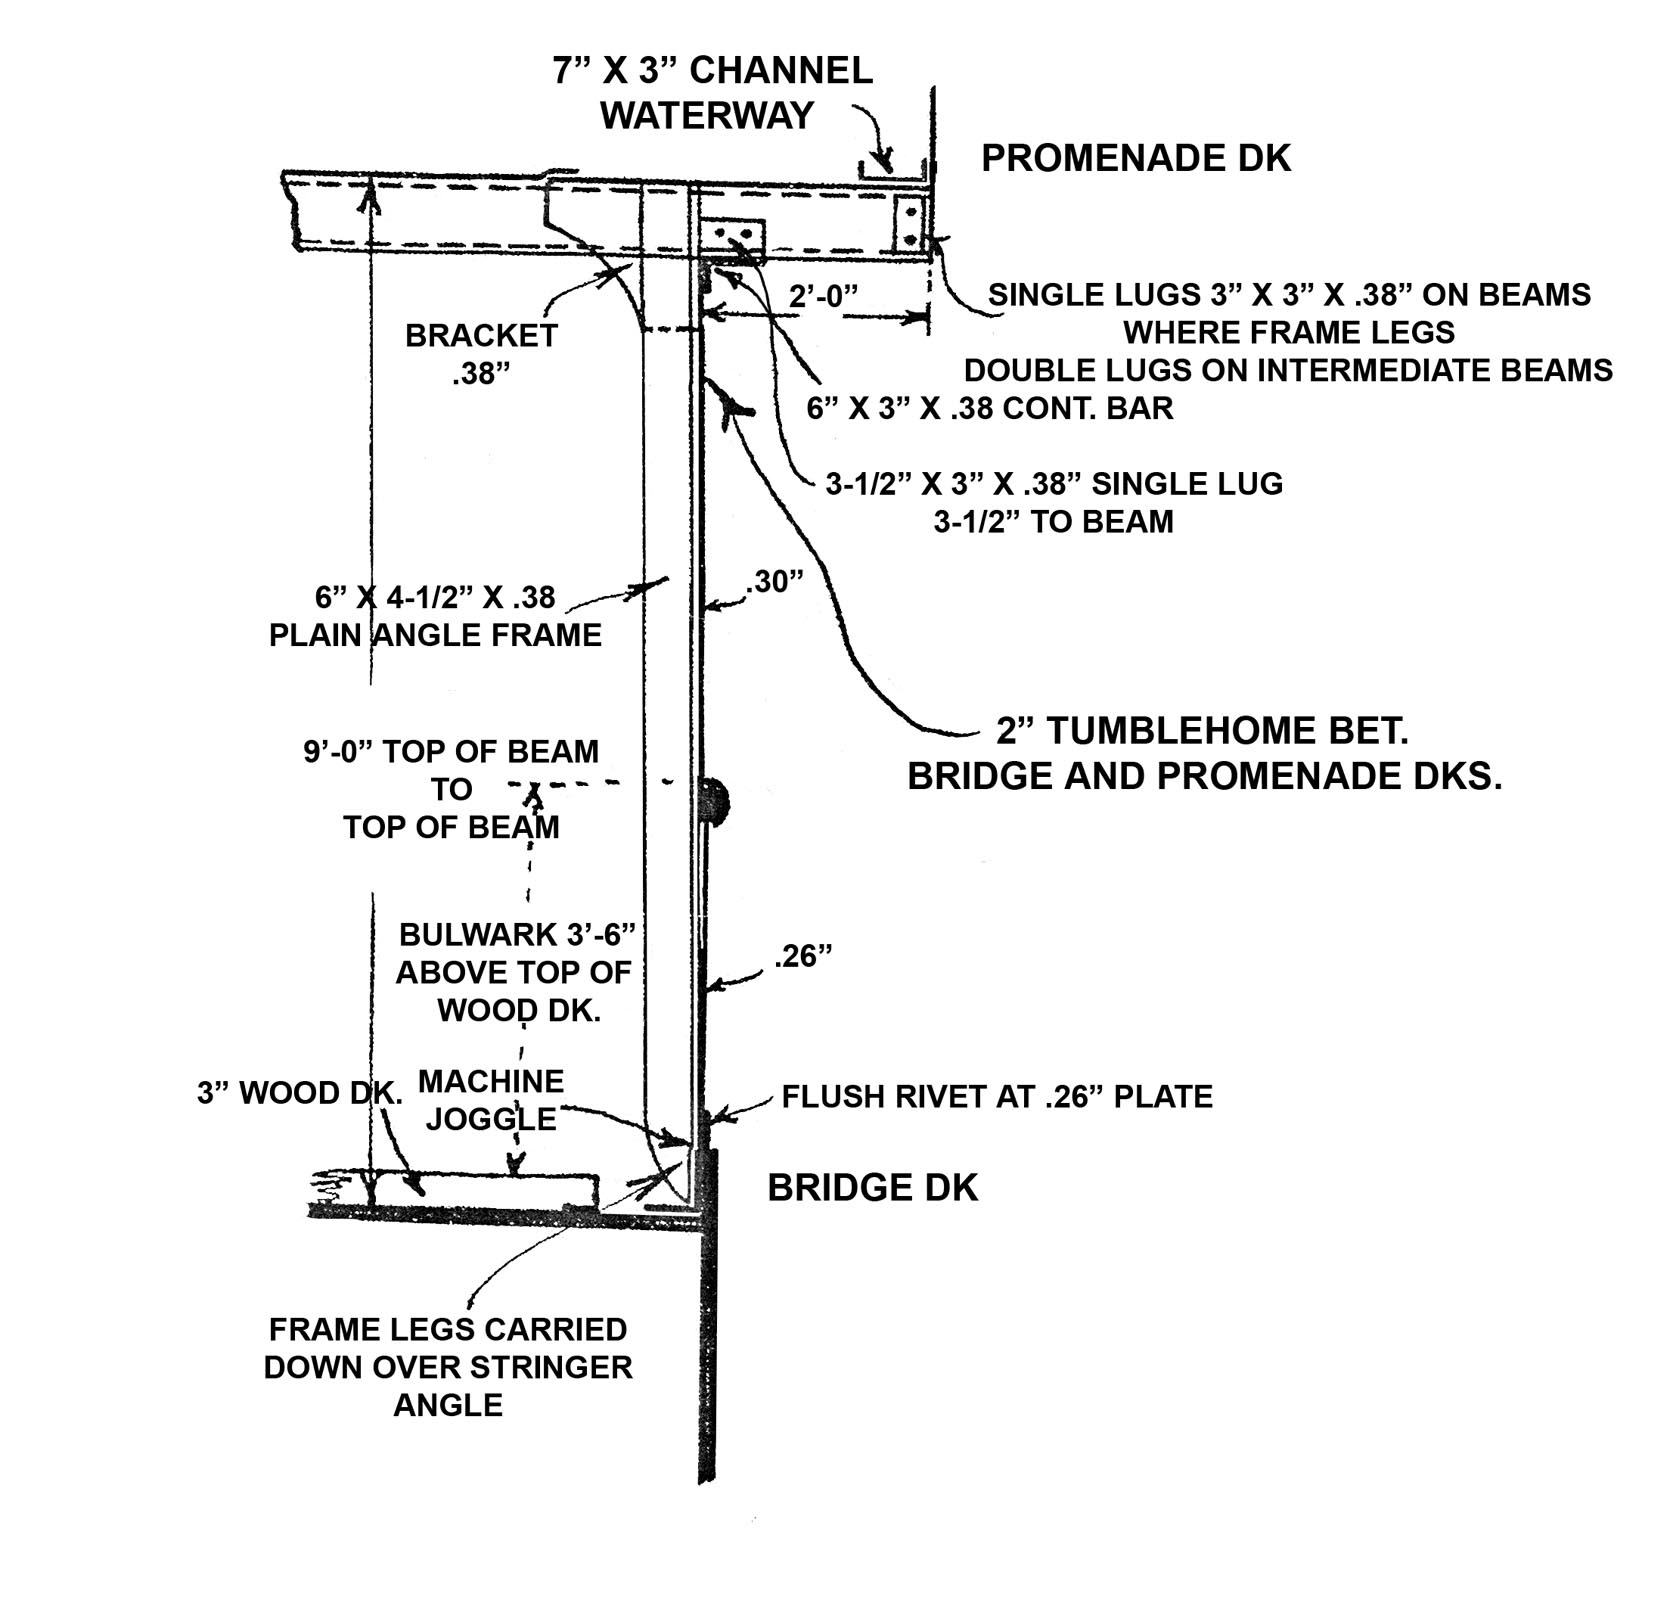 7” X 3” CHANNEL
WATERWAY
PROMENADE DK
2’-0”
SINGLE LUGS 3” X 3” X .38” ON BEAMS
WHERE FRAME LEGS
DOUBLE LUGS ON INTERMEDIATE BEAMS
BRACKET
.38”
6” X 3” X .38 CONT. BAR
3-1/2” X 3” X .38” SINGLE LUG
3-1/2” TO BEAM
.30”
6” X 4-1/2” X .38
PLAIN ANGLE FRAME
2” TUMBLEHOME BET.
BRIDGE AND PROMENADE DKS.
9’-0” TOP OF BEAM
TO
TOP OF BEAM
BULWARK 3’-6”
ABOVE TOP OF
WOOD DK.
.26”
3” WOOD DK.
MACHINE
JOGGLE
FLUSH RIVET AT .26” PLATE
BRIDGE DK
FRAME LEGS CARRIED
DOWN OVER STRINGER
ANGLE